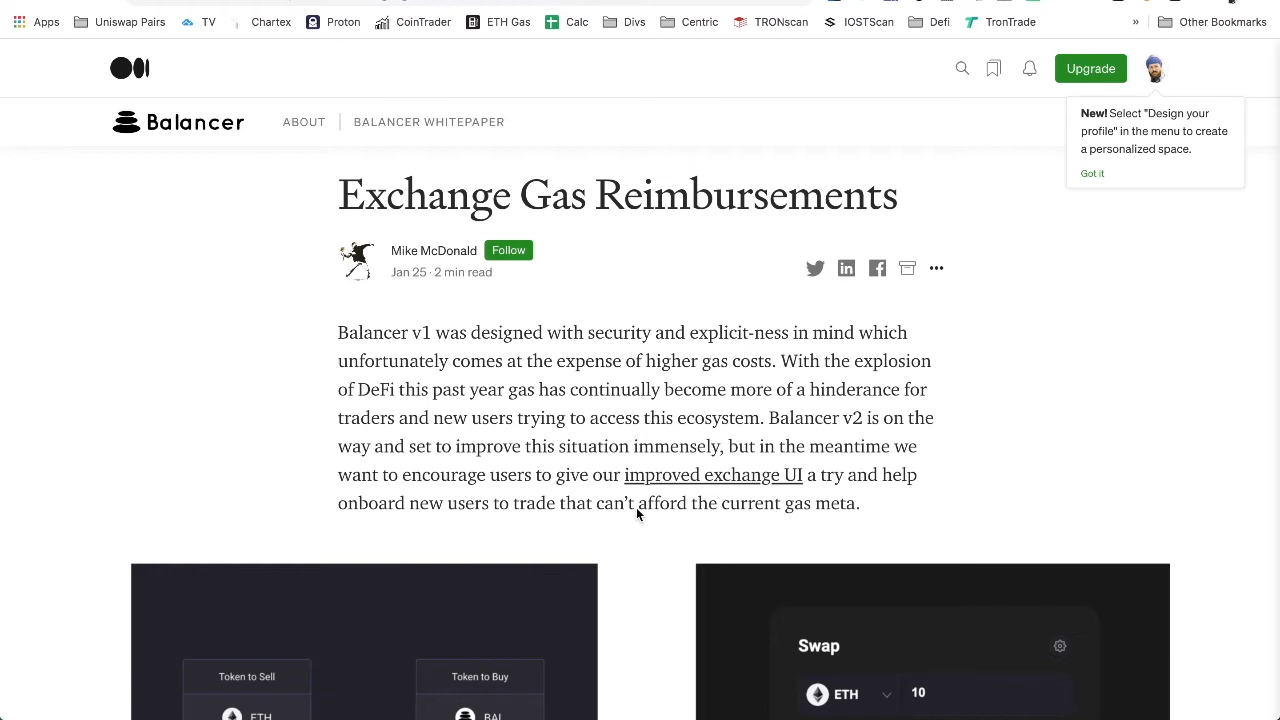 Apps Uniswap Pairs TV Chartex Proton CoinTrader ETH Gas Calc Divs Centric TRONscan IOSTScan Defi TronTrade » Other Bookmarks
Upgrade
Balancer ABOUT BALANCER WHITEPAPER
New! Select "Design your
profile" in the menu to create
a personalized space.
Got it
Exchange Gas Reimbursements
Mike McDonald Follow
Jan 25 · 2 min read
Balancer v1 was designed with security and explicit-ness in mind which
unfortunately comes at the expense of higher gas costs. With the explosion
of DeFi this past year gas has continually become more of a hinderance for
traders and new users trying to access this ecosystem. Balancer v2 is on the
way and set to improve this situation immensely, but in the meantime we
want to encourage users to give our improved exchange UI a try and help
onboard new users to trade that can’t afford the current gas meta.
Token to Sell Token to Buy
ETH BAL
Swap
ETH 10